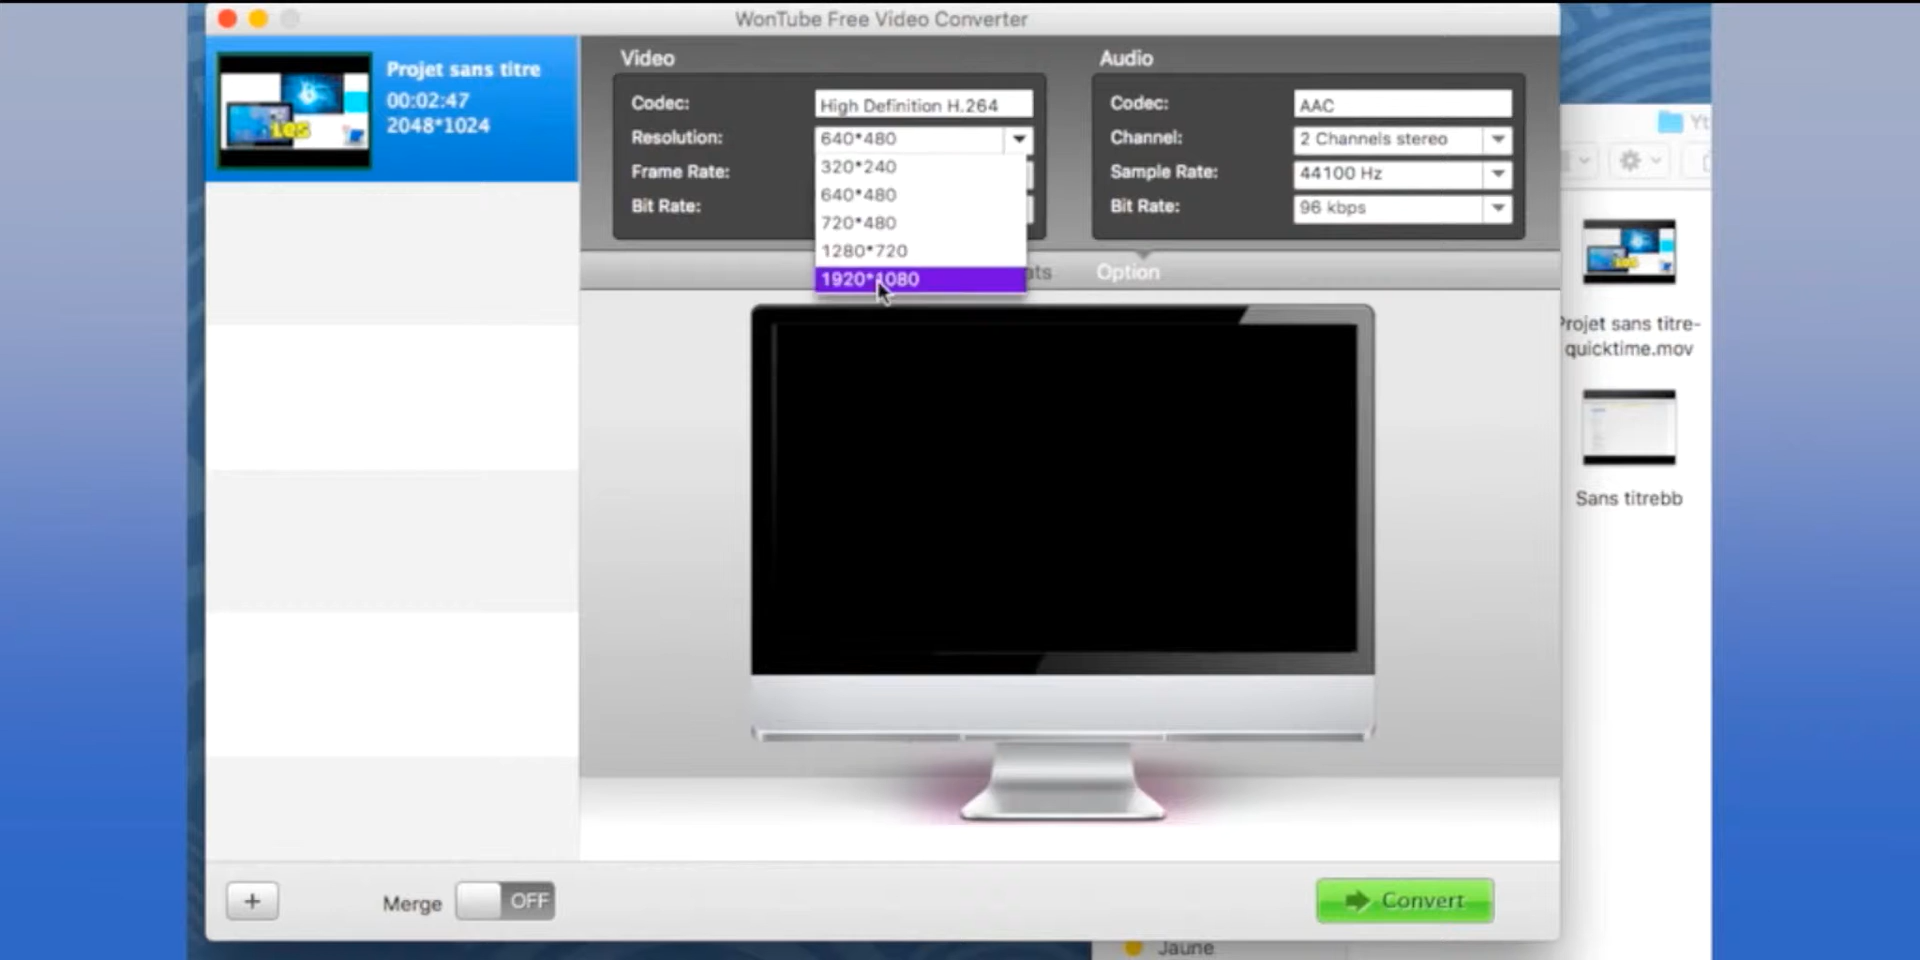 WonTube Free Video Converter
Projet sans titre
00:02:47
2048*1024
LES
Video
Codec:
High Definition H.264
Resolution:
640*480
320*240
640*480
720*480
1280*720
1920*1080
Frame Rate:
Bit Rate:
Audio
Codec:
AAC
Channel:
2 Channels stereo
Sample Rate:
44100 Hz
Bit Rate:
96 kbps
Option
Projet sans titre-
quicktime.mov
Sans titrebb
+
Merge
OFF
Convert
Jaune